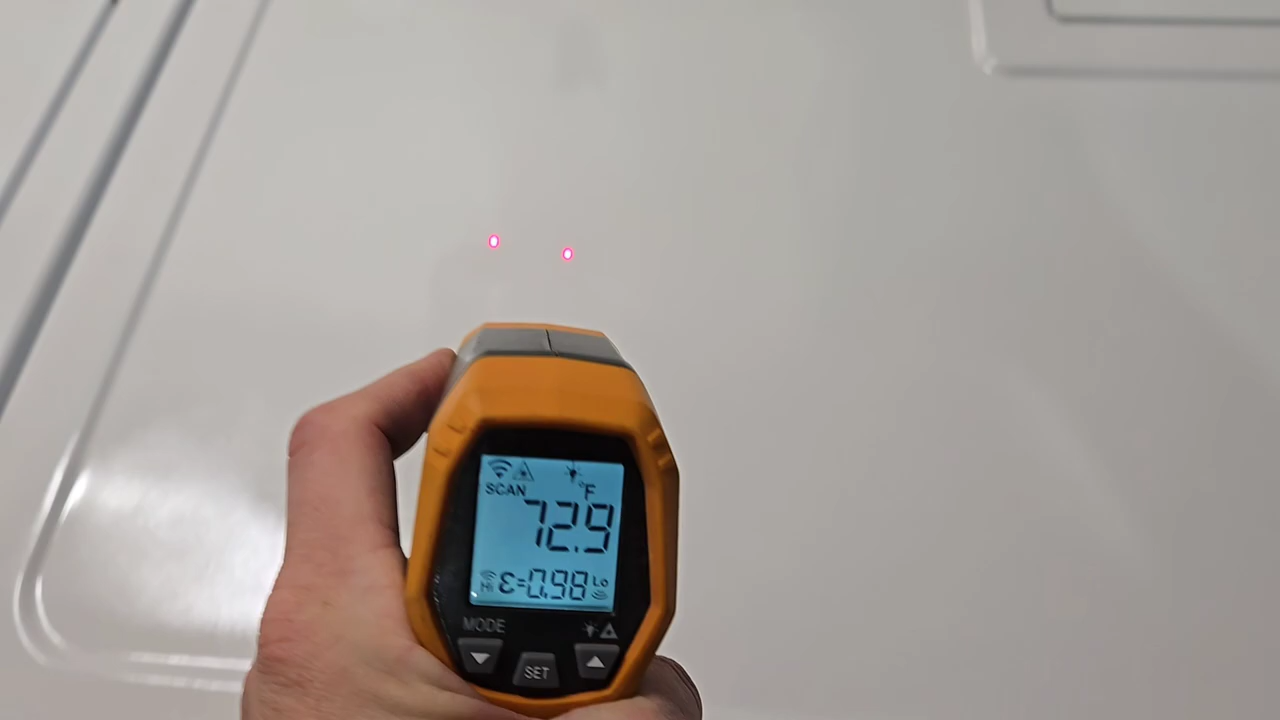 SCAN °F
72.9
Hi ε=0.98 Lo
MODE
SET